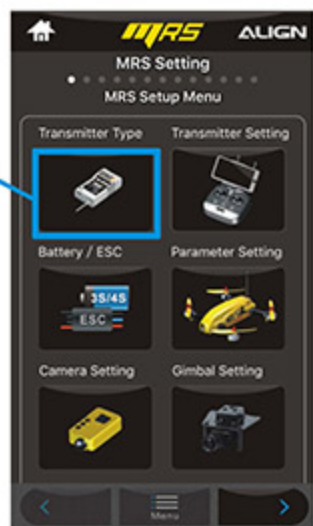 MRS ALIGN
MRS Setting
MRS Setup Menu
Transmitter Type Transmitter Setting
Battery / ESC Parameter Setting
3S/4S
ESC
Camera Setting Gimbal Setting
Menu